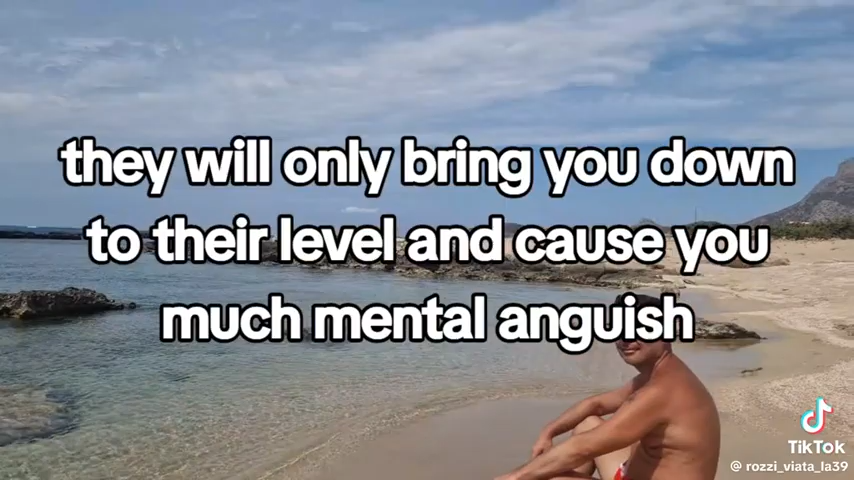 they will only bring you down
to their level and cause you
much mental anguish
TikTok
@ rozzi_viata_la39